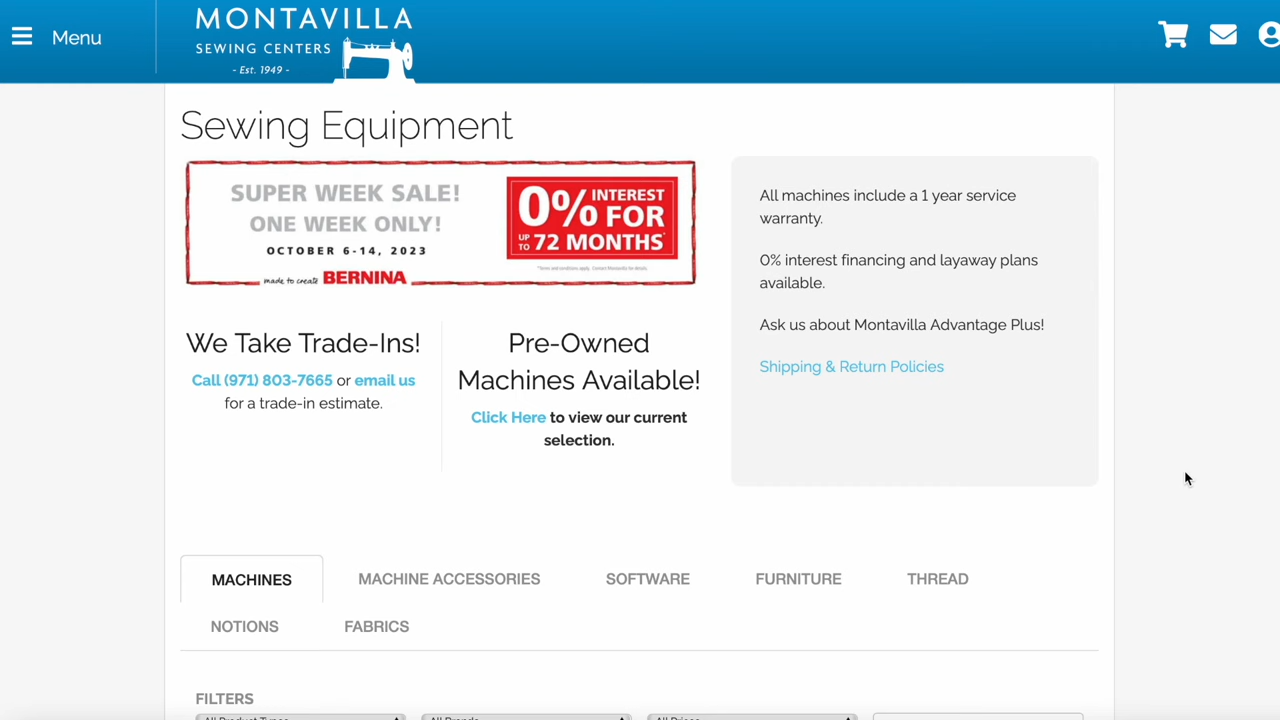 Menu
MONTAVILLA
SEWING CENTERS
- Est. 1949 -
Sewing Equipment
SUPER WEEK SALE!
ONE WEEK ONLY!
OCTOBER 6-14, 2023
made to create BERNINA
0% INTEREST
FOR
UP TO 72 MONTHS*
All machines include a 1 year service
warranty.
0% interest financing and layaway plans
available.
Ask us about Montavilla Advantage Plus!
Shipping & Return Policies
We Take Trade-Ins!
Call (971) 803-7665 or email us
for a trade-in estimate.
Pre-Owned
Machines Available!
Click Here to view our current
selection.
MACHINES
MACHINE ACCESSORIES
SOFTWARE
FURNITURE
THREAD
NOTIONS
FABRICS
FILTERS